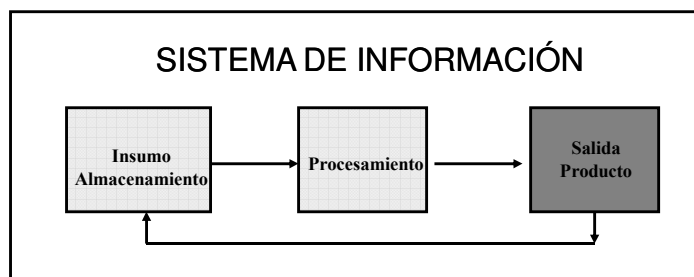 SISTEMA DE INFORMACIÓN
Insumo
Almacenamiento
Procesamiento
Salida
Producto